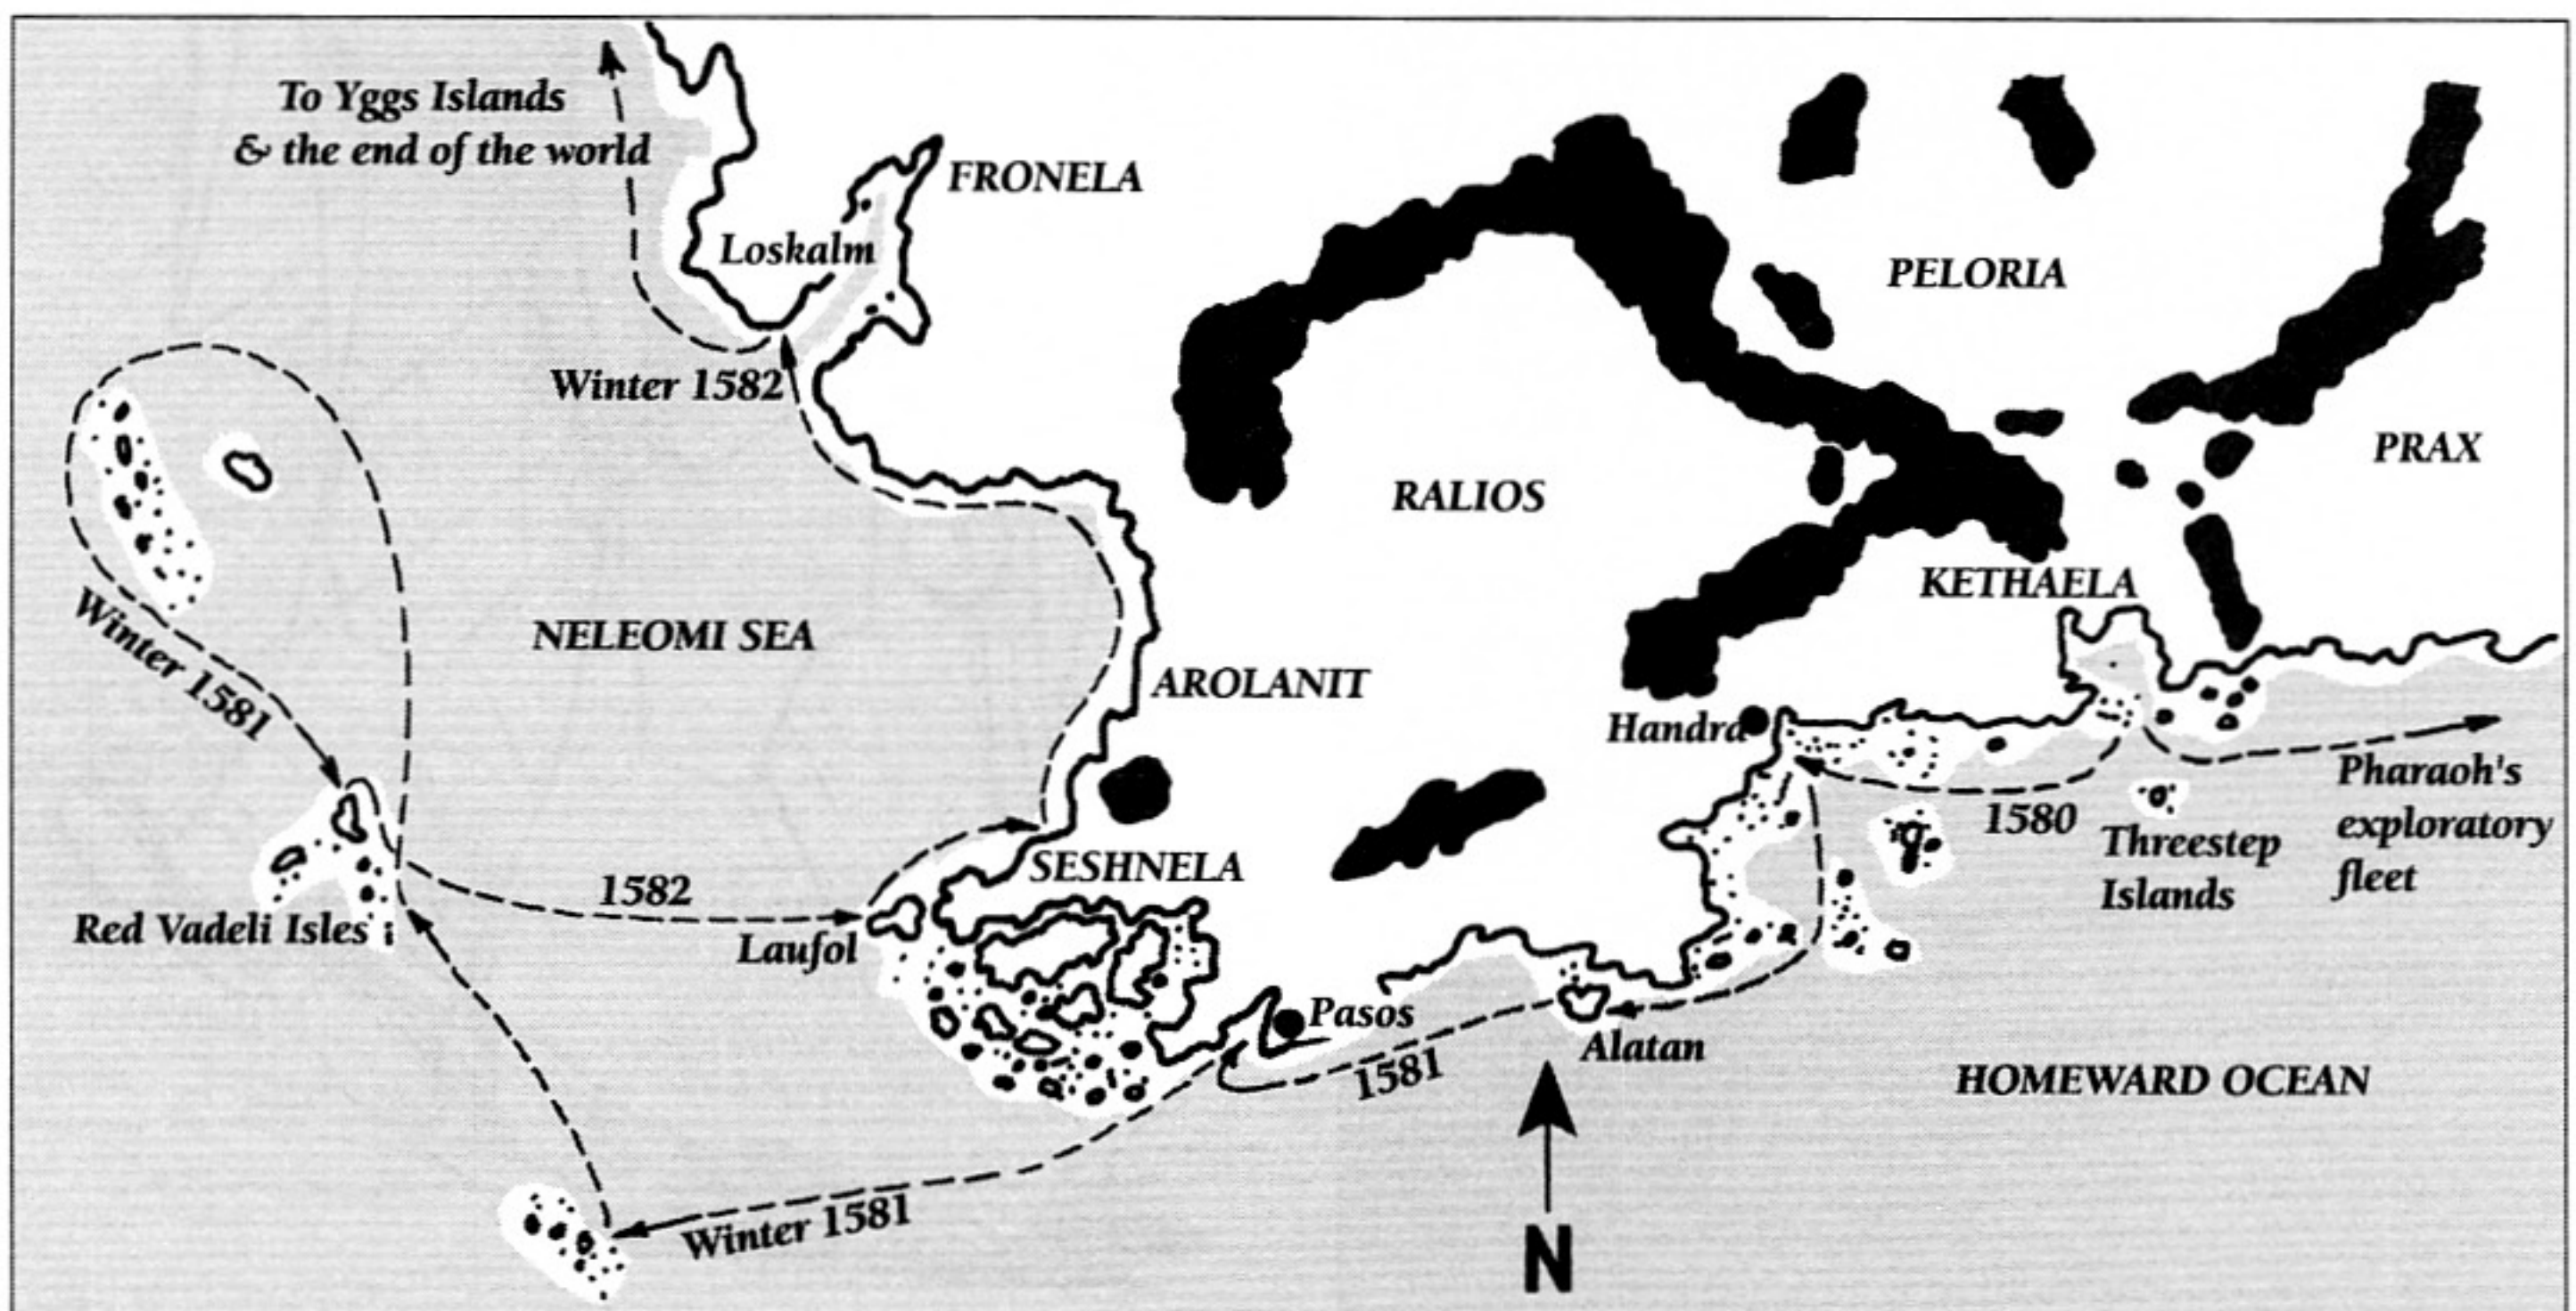 To Yggs Islands
& the end of the world
FRONELA
Loskalm
PELORIA
Winter 1582
PRAX
RALIOS
KETHAELA
NELEOMI SEA
Winter 1581
AROLANIT
Handra
Pharaoh's
exploratory
fleet
1580
Threestep
Islands
SESHNELA
1582
Red Vadeli Isles
Laufol
Pasos
Alatan
1581
HOMEWARD OCEAN
Winter 1581
N